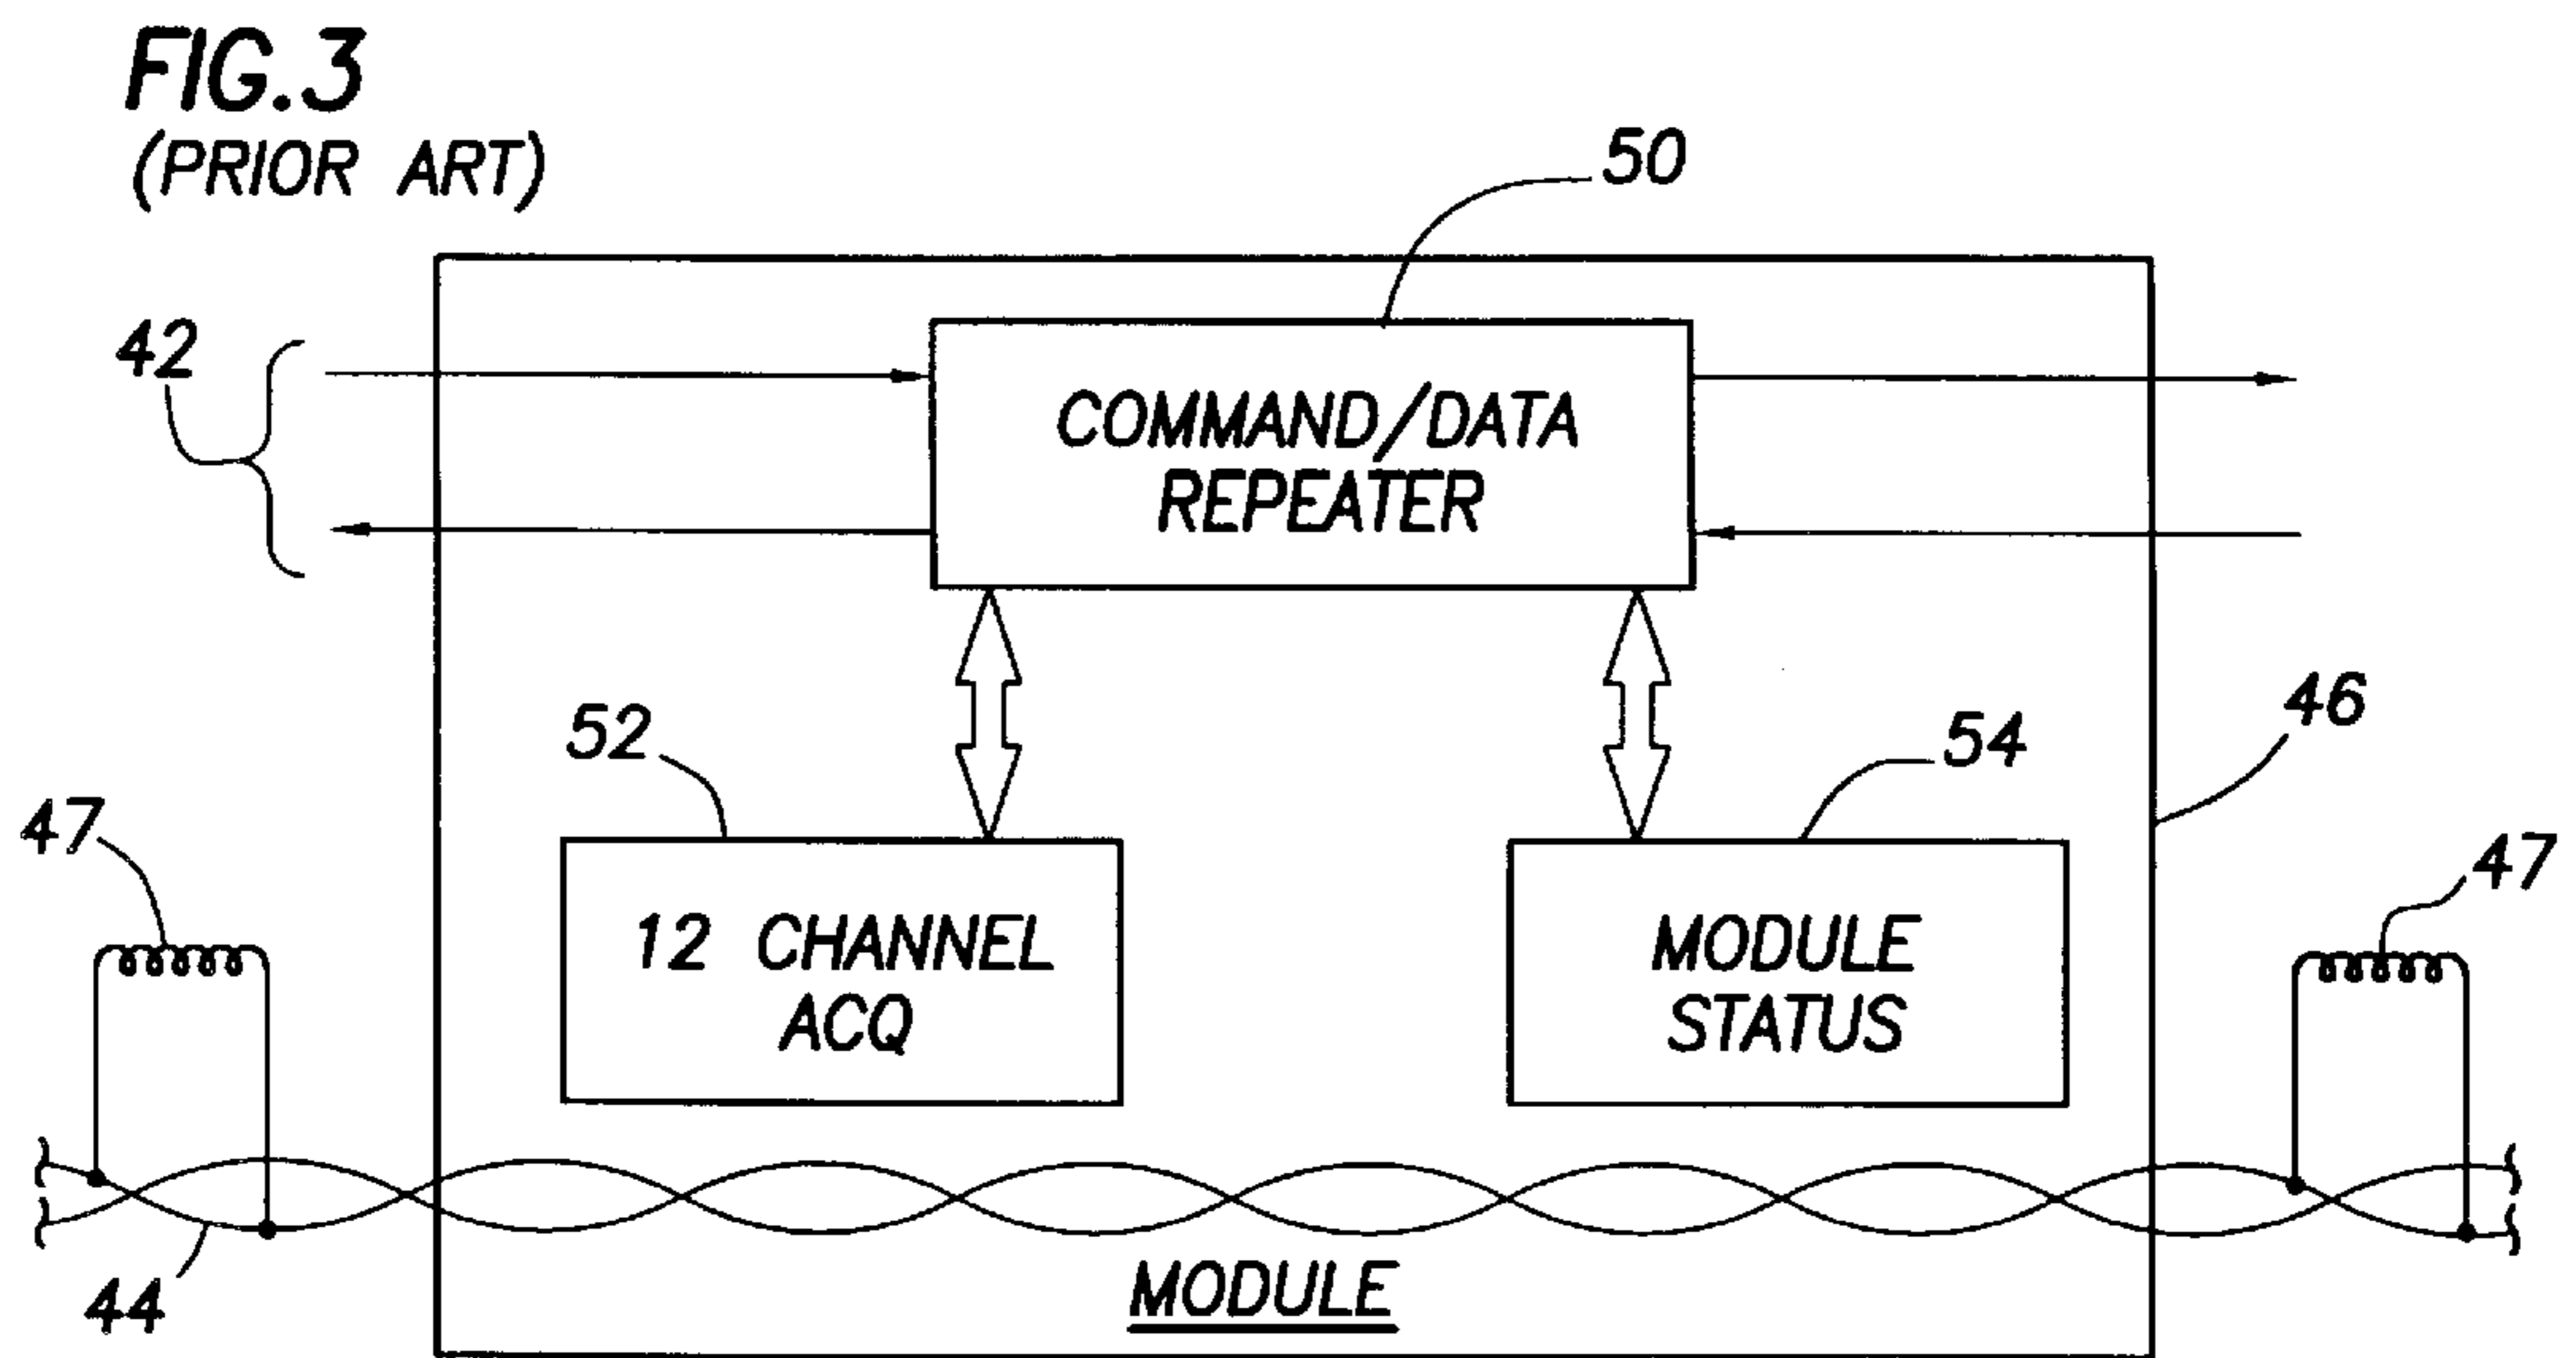 FIG.3
(PRIOR ART)
50
42
COMMAND/DATA
REPEATER
46
52
54
47
47
12 CHANNEL
ACQ
MODULE
STATUS
44
MODULE